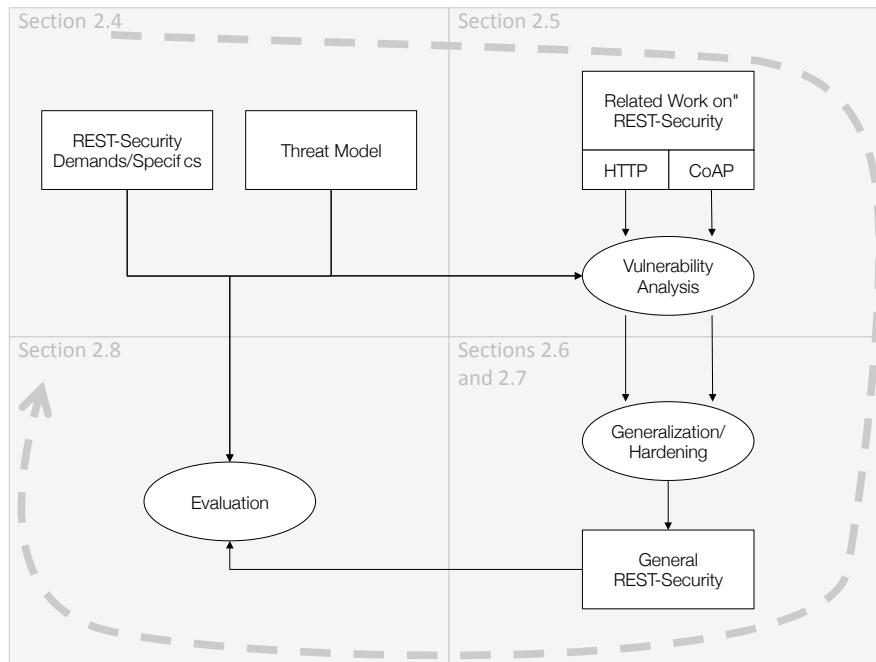 Section 2.4
Section 2.5
REST-Security
Demands/Specif cs
Threat Model
Related Work on"
REST-Security
HTTP
CoAP
Vulnerability
Analysis
Section 2.8
Sections 2.6
and 2.7
Generalization/
Hardening
Evaluation
General
REST-Security